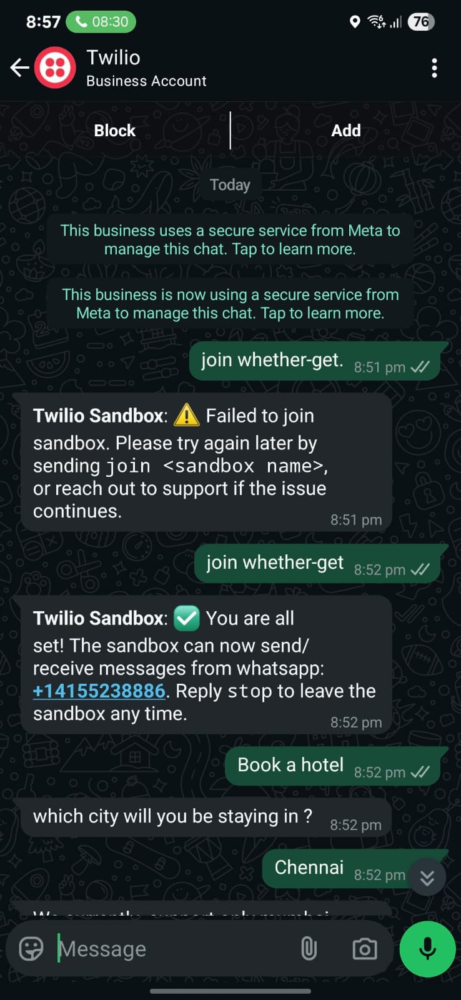 8:57 08:30 76
Twilio
Business Account
Block Add
Today
This business uses a secure service from Meta to
manage this chat. Tap to learn more.
This business is now using a secure service from
Meta to manage this chat. Tap to learn more.
join whether-get. 8:51 pm
Twilio Sandbox: ⚠️ Failed to join
sandbox. Please try again later by
sending join <sandbox name>,
or reach out to support if the issue
continues.
8:51 pm
join whether-get 8:52 pm
Twilio Sandbox: ✅ You are all
set! The sandbox can now send/
receive messages from whatsapp:
+14155238886. Reply stop to leave the
sandbox any time.
8:52 pm
Book a hotel 8:52 pm
which city will you be staying in ? 8:52 pm
Chennai 8:52 pm
We currently support only mumbai
Message